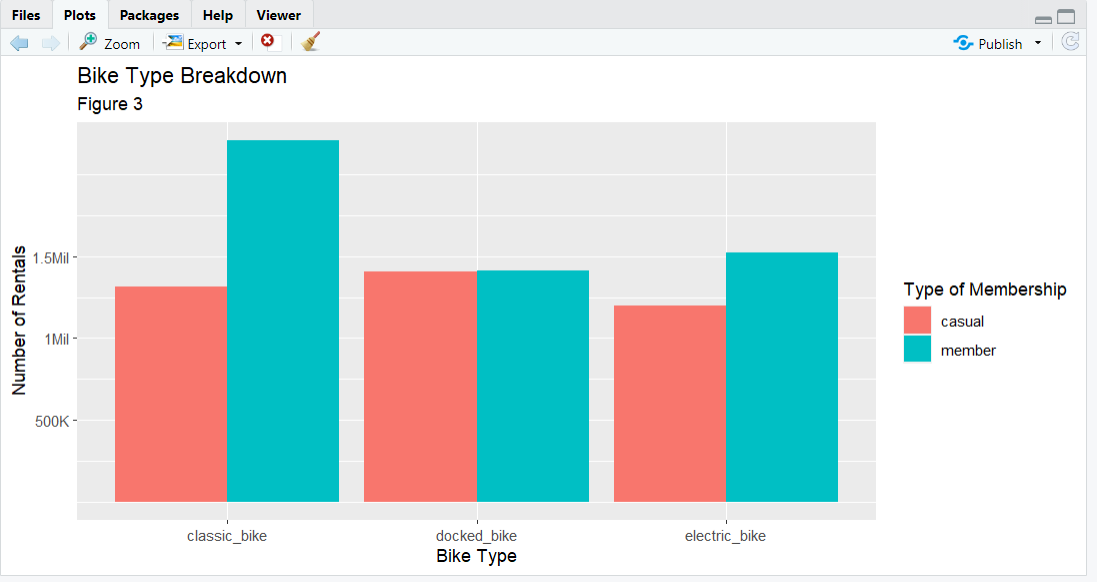 Files Plots Packages Help Viewer
Zoom Export Publish
Bike Type Breakdown
Figure 3
Number of Rentals
1.5Mil
1Mil
500K
classic_bike docked_bike electric_bike
Bike Type
Type of Membership
casual
member